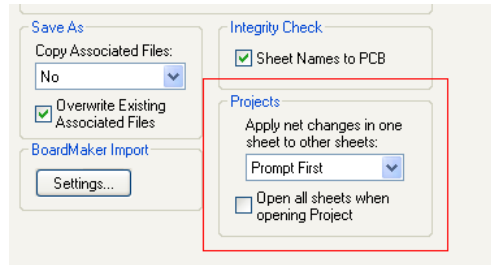 Save As
Copy Associated Files:
No
Overwrite Existing
Associated Files
BoardMaker Import
Settings...
Integrity Check
Sheet Names to PCB
Projects
Apply net changes in one
sheet to other sheets:
Prompt First
Open all sheets when
opening Project